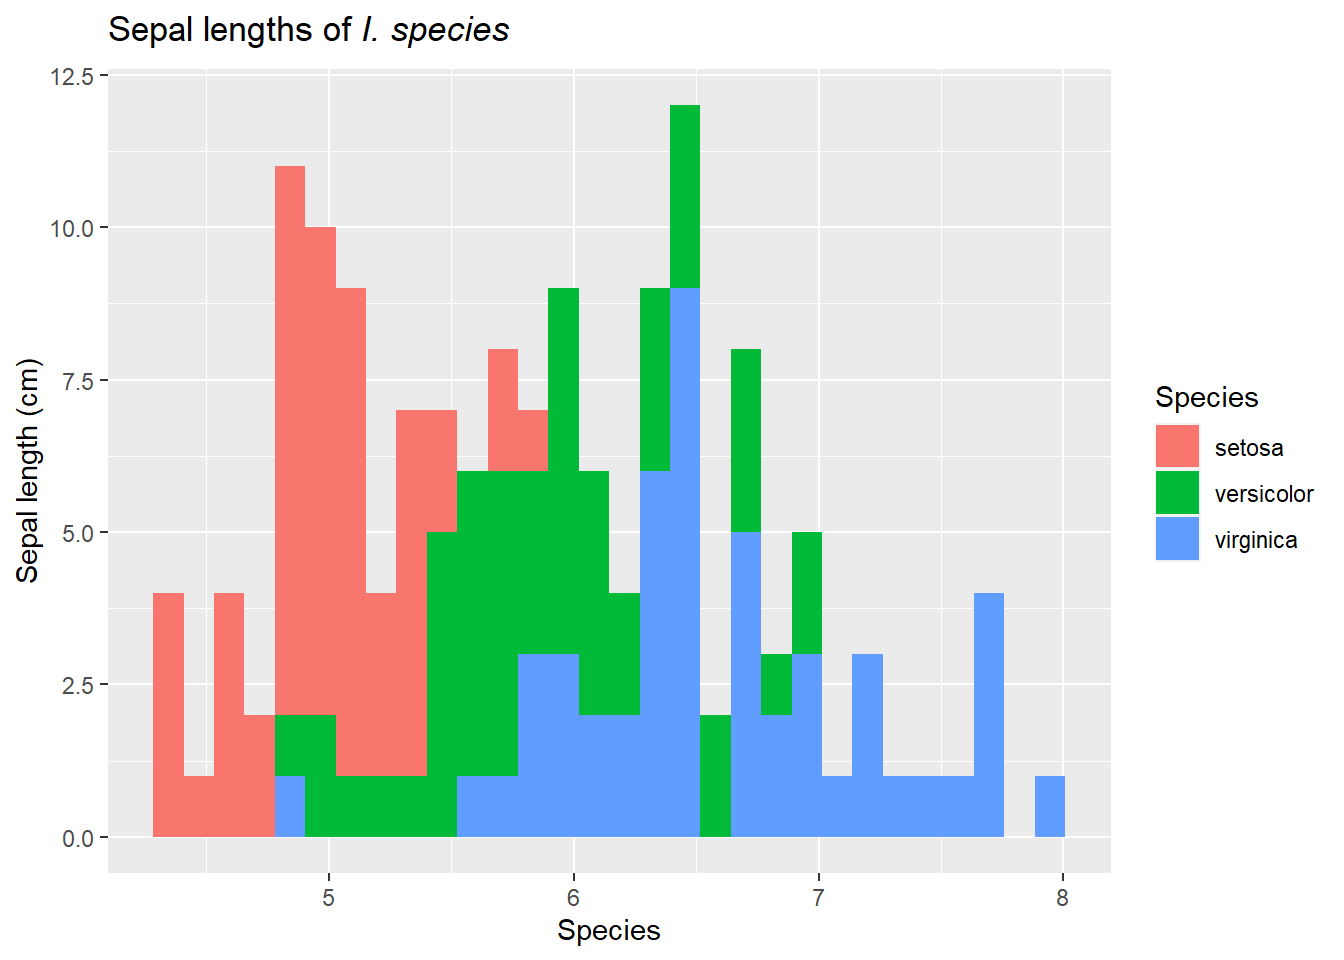 Sepal lengths of I. species
12.5
10.0
7.5
5.0
2.5
0.0
Sepal length (cm)
5 6 7 8
Species
Species
setosa
versicolor
virginica